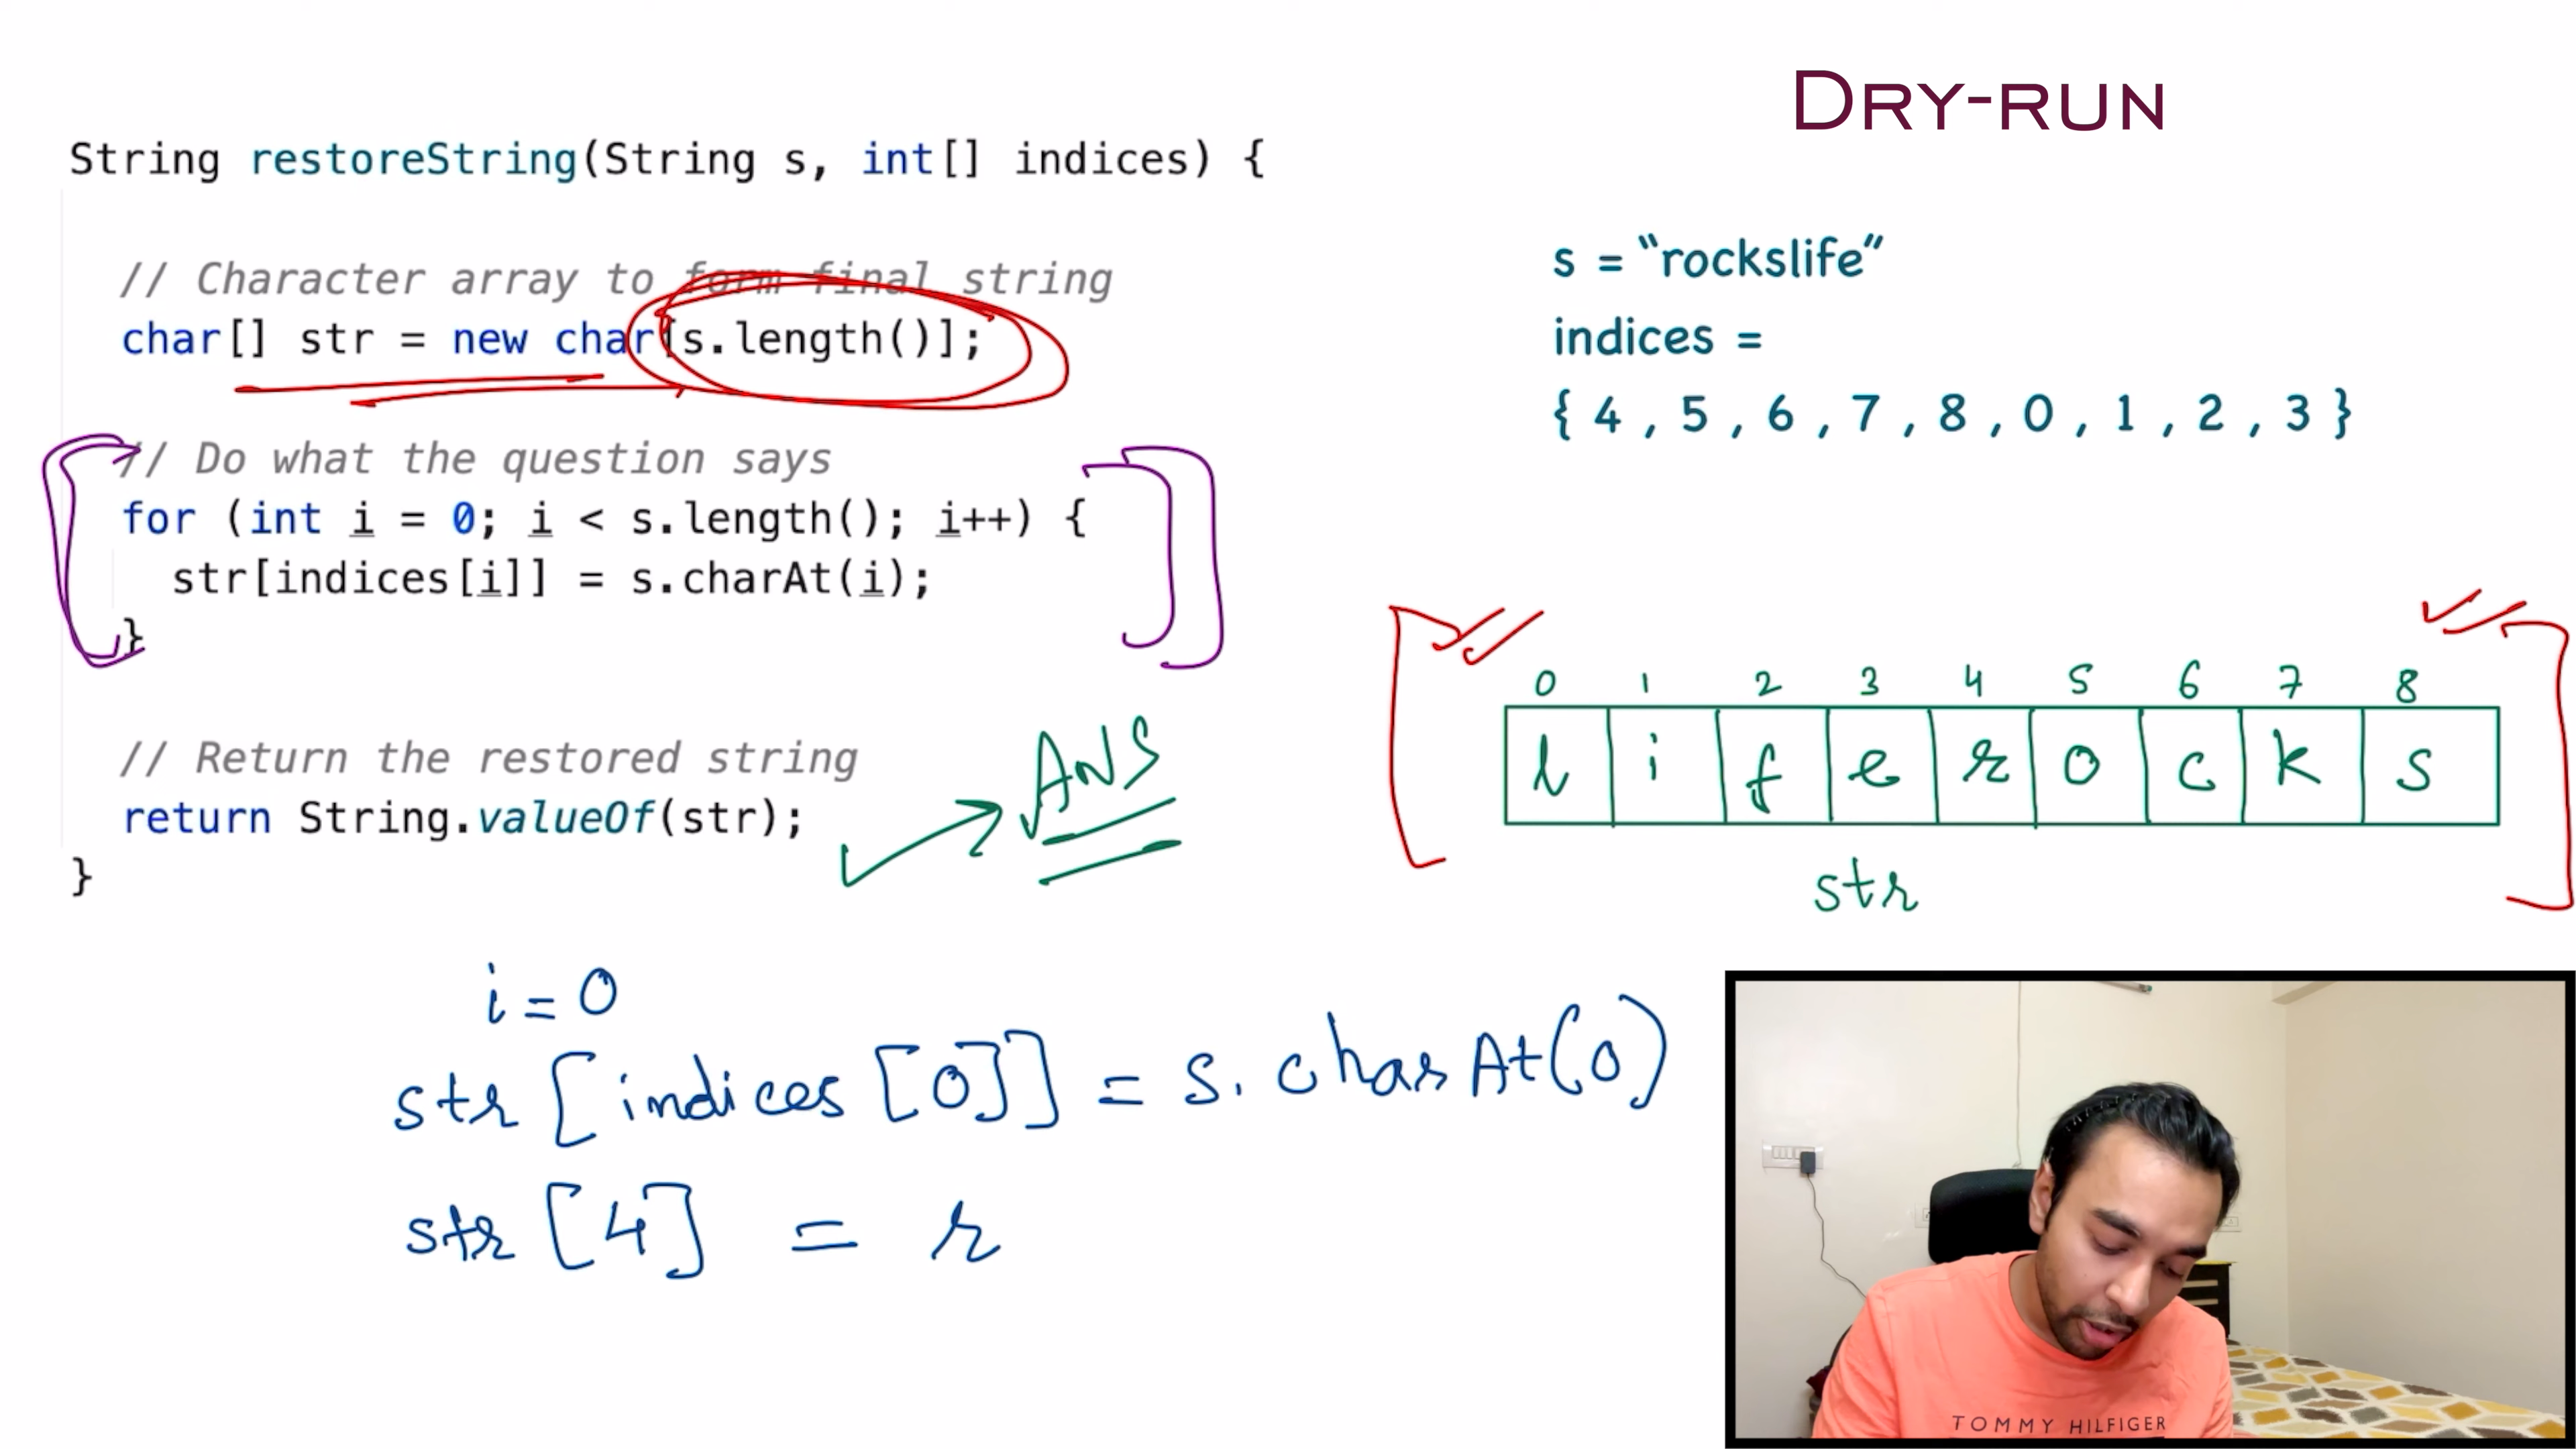 DRY-RUN
String restoreString(String s, int[] indices) {
// Character array to form final string
char[] str = new char[s.length()];
// Do what the question says
for (int i = 0; i < s.length(); i++) {
str[indices[i]] = s.charAt(i);
}
// Return the restored string
return String.valueOf(str);
}
ANS
s = “rockslife”
indices =
{ 4 , 5 , 6 , 7 , 8 , 0 , 1 , 2 , 3 }
0 1 2 3 4 5 6 7 8
l i f e r o c k s
str
i = 0
str [indices [0]] = s. charAt(0)
str [4] = r
TOMMY HILFIGER